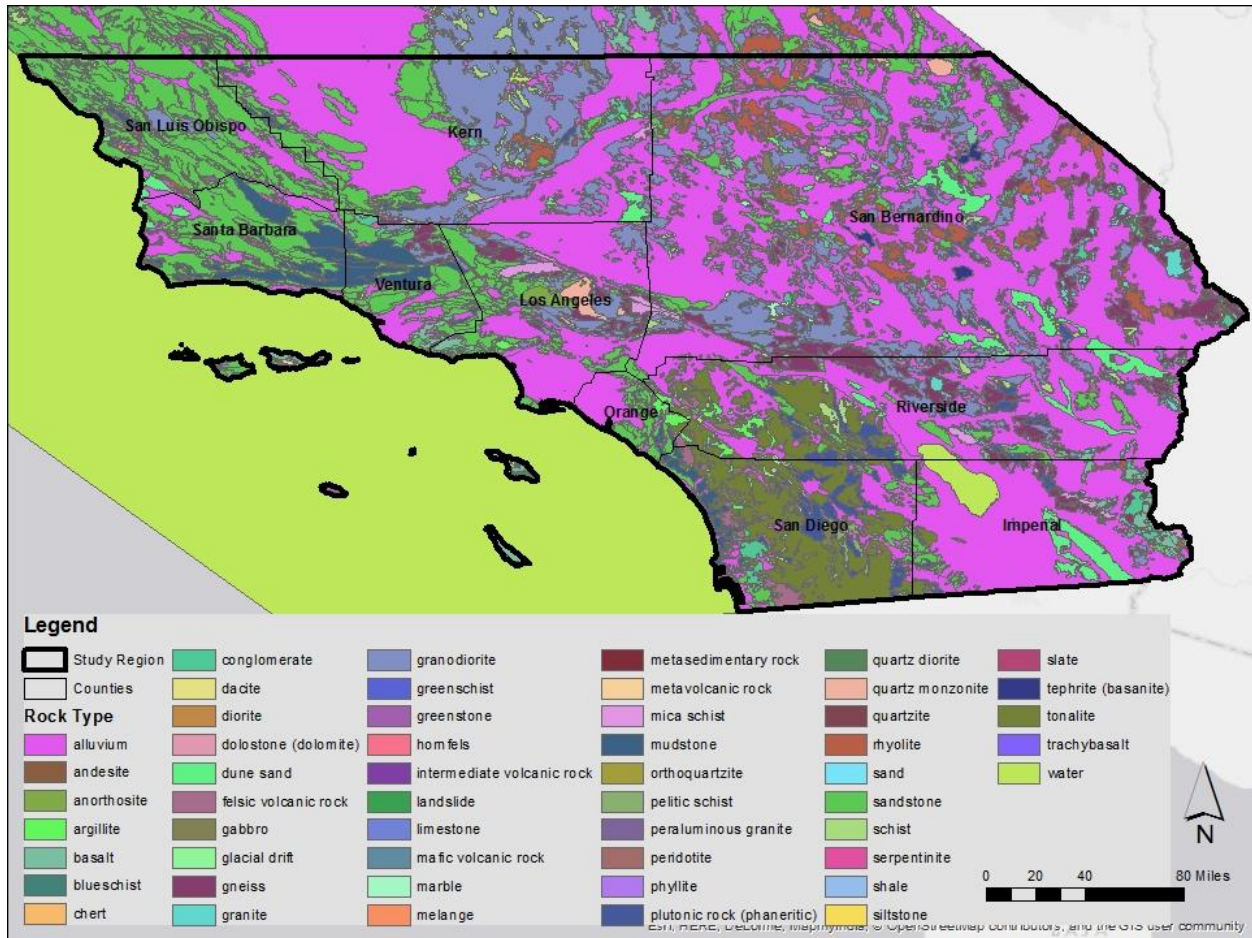 San Luis Obispo
Kern
San Bernardino
Santa Barbara
Ventura
Los Angeles
Orange
Riverside
San Diego
Imperial
Legend
Study Region
Counties
Rock Type
alluvium
andesite
anorthosite
argillite
basalt
blueschist
chert
conglomerate
dacite
diorite
dolostone (dolomite)
dune sand
felsic volcanic rock
gabbro
glacial drift
gneiss
granite
granodiorite
greenschist
greenstone
hornfels
intermediate volcanic rock
landslide
limestone
mafic volcanic rock
marble
melange
metasedimentary rock
metavolcanic rock
mica schist
mudstone
orthoquartzite
pelitic schist
peraluminous granite
peridotite
phyllite
plutonic rock (phaneritic)
quartz diorite
quartz monzonite
quartzite
rhyolite
sand
sandstone
schist
serpentinite
shale
siltstone
slate
tephrite (basanite)
tonalite
trachybasalt
water
N
0 20 40 80 Miles
Esri, HERE, DeLorme, MapmyIndia, © OpenStreetMap contributors, and the GIS user community